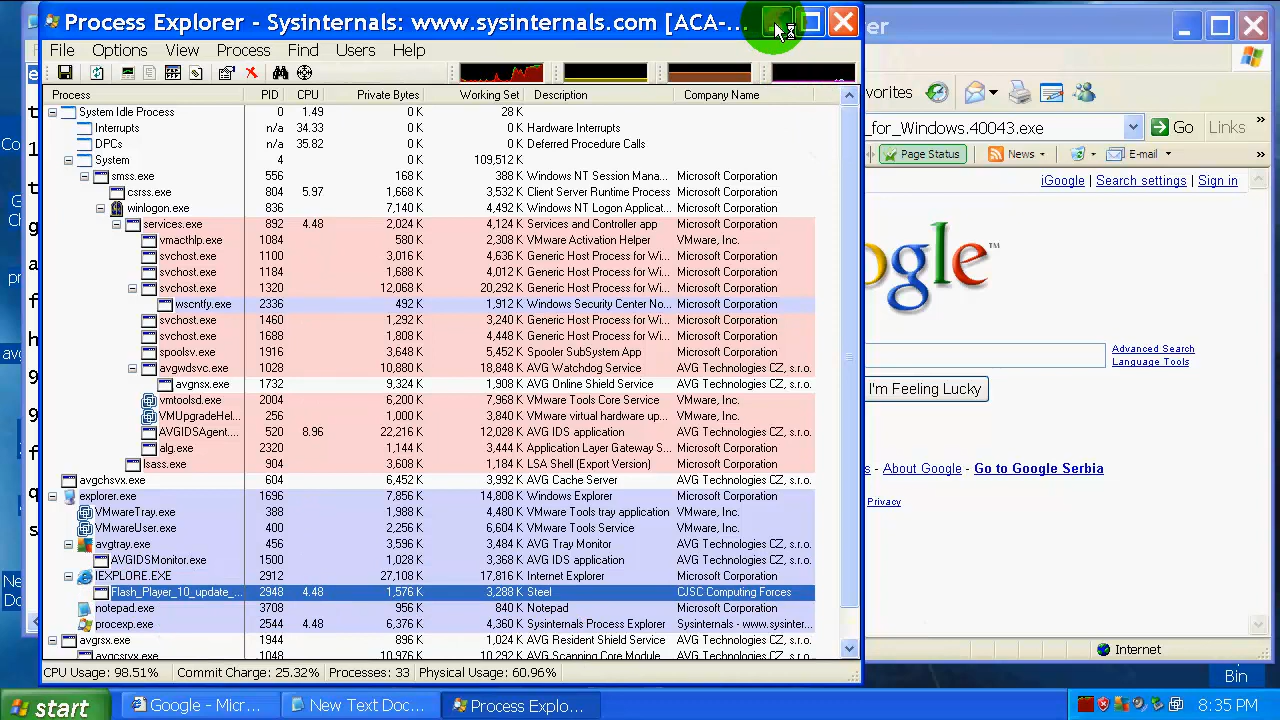 Process Explorer - Sysinternals: www.sysinternals.com [ACA-...
File Options View Process Find Users Help
Process PID CPU Private Bytes Working Set Description Company Name
System Idle Process 0 1.49 0 K 28 K
Interrupts n/a 34.33 0 K 0 K Hardware Interrupts
DPCs n/a 35.82 0 K 0 K Deferred Procedure Calls
System 4 0 K 109,512 K
smss.exe 556 168 K 388 K Windows NT Session Mana... Microsoft Corporation
csrss.exe 804 5.97 1,668 K 3,532 K Client Server Runtime Process Microsoft Corporation
winlogon.exe 836 7,140 K 4,492 K Windows NT Logon Applicat... Microsoft Corporation
services.exe 892 4.48 2,024 K 4,124 K Services and Controller app Microsoft Corporation
vmacthlp.exe 1084 580 K 2,308 K VMware Activation Helper VMware, Inc.
svchost.exe 3,016 K 4,636 K Generic Host Process for Wi... Microsoft Corporation
svchost.exe 1184 1,688 K 4,012 K Generic Host Process for Wi... Microsoft Corporation
svchost.exe 12,068 K 20,292 K Generic Host Process for Wi... Microsoft Corporation
wscntfy.exe 2336 492 K 1,912 K Windows Security Center No... Microsoft Corporation
svchost.exe 1460 1,292 K 3,240 K Generic Host Process for Wi... Microsoft Corporation
svchost.exe 1688 1,808 K 4,448 K Generic Host Process for Wi... Microsoft Corporation
spoolsv.exe 1916 3,648 K 5,452 K Spooler SubSystem App Microsoft Corporation
avgwdsvc.exe 1028 18,848 K AVG Watchdog Service AVG Technologies CZ, s.r.o.
avgnsx.exe 1732 9,324 K 1,908 K AVG Online Shield Service AVG Technologies CZ, s.r.o.
vmtoolsd.exe 2004 6,200 K 7,968 K VMware Tools Core Service VMware, Inc.
VMUpgradeHel... 256 1,000 K 3,840 K VMware virtual hardware up... VMware, Inc.
AVGIDSAgent.... 520 8.96 22,216 K 12,028 K AVG IDS application AVG Technologies CZ, s.r.o.
alg.exe 2320 1,144 K 3,444 K Application Layer Gateway S... Microsoft Corporation
lsass.exe 904 3,608 K 1,184 K LSA Shell (Export Version) Microsoft Corporation
avgchsvx.exe 604 6,452 K AVG Cache Server AVG Technologies CZ, s.r.o.
explorer.exe 1696 7,856 K 14,808 K Windows Explorer Microsoft Corporation
VMwareTray.exe 388 1,988 K 4,480 K VMware Tools tray application VMware, Inc.
VMwareUser.exe 400 2,256 K 6,604 K VMware Tools Service VMware, Inc.
avgtray.exe 456 3,596 K 3,484 K AVG Tray Monitor AVG Technologies CZ, s.r.o.
AVGIDSMonitor.exe 1500 1,028 K 3,368 K AVG IDS application AVG Technologies CZ, s.r.o.
IEXPLORE.EXE 2912 27,108 K 17,816 K Internet Explorer Microsoft Corporation
Flash_Player_10_update_... 2948 4.48 1,576 K 3,288 K Steel CJSC Computing Forces
notepad.exe 3708 956 K 840 K Notepad Microsoft Corporation
procexp.exe 2544 4.48 6,376 K 4,360 K Sysinternals Process Explorer Sysinternals - www.sysinter...
avgrsx.exe 1944 896 K 1,024 K AVG Resident Shield Service AVG Technologies CZ, s.r.o.
avgcsrvx.exe 1048 10,976 K 10,292 K AVG Scanning Core Module AVG Technologies CZ, s.r.o.
CPU Usage: 98.51% Commit Charge: 25.32% Processes: 33 Physical Usage: 60.96%
_for_Windows.40043.exe Go Links
Page Status News E-mail
iGoogle | Search settings | Sign in
ogle™
Advanced Search
Language Tools
I'm Feeling Lucky
- About Google - Go to Google Serbia
Privacy
Internet
Bin
start Google - Micr... New Text Doc... Process Explo... 8:35 PM